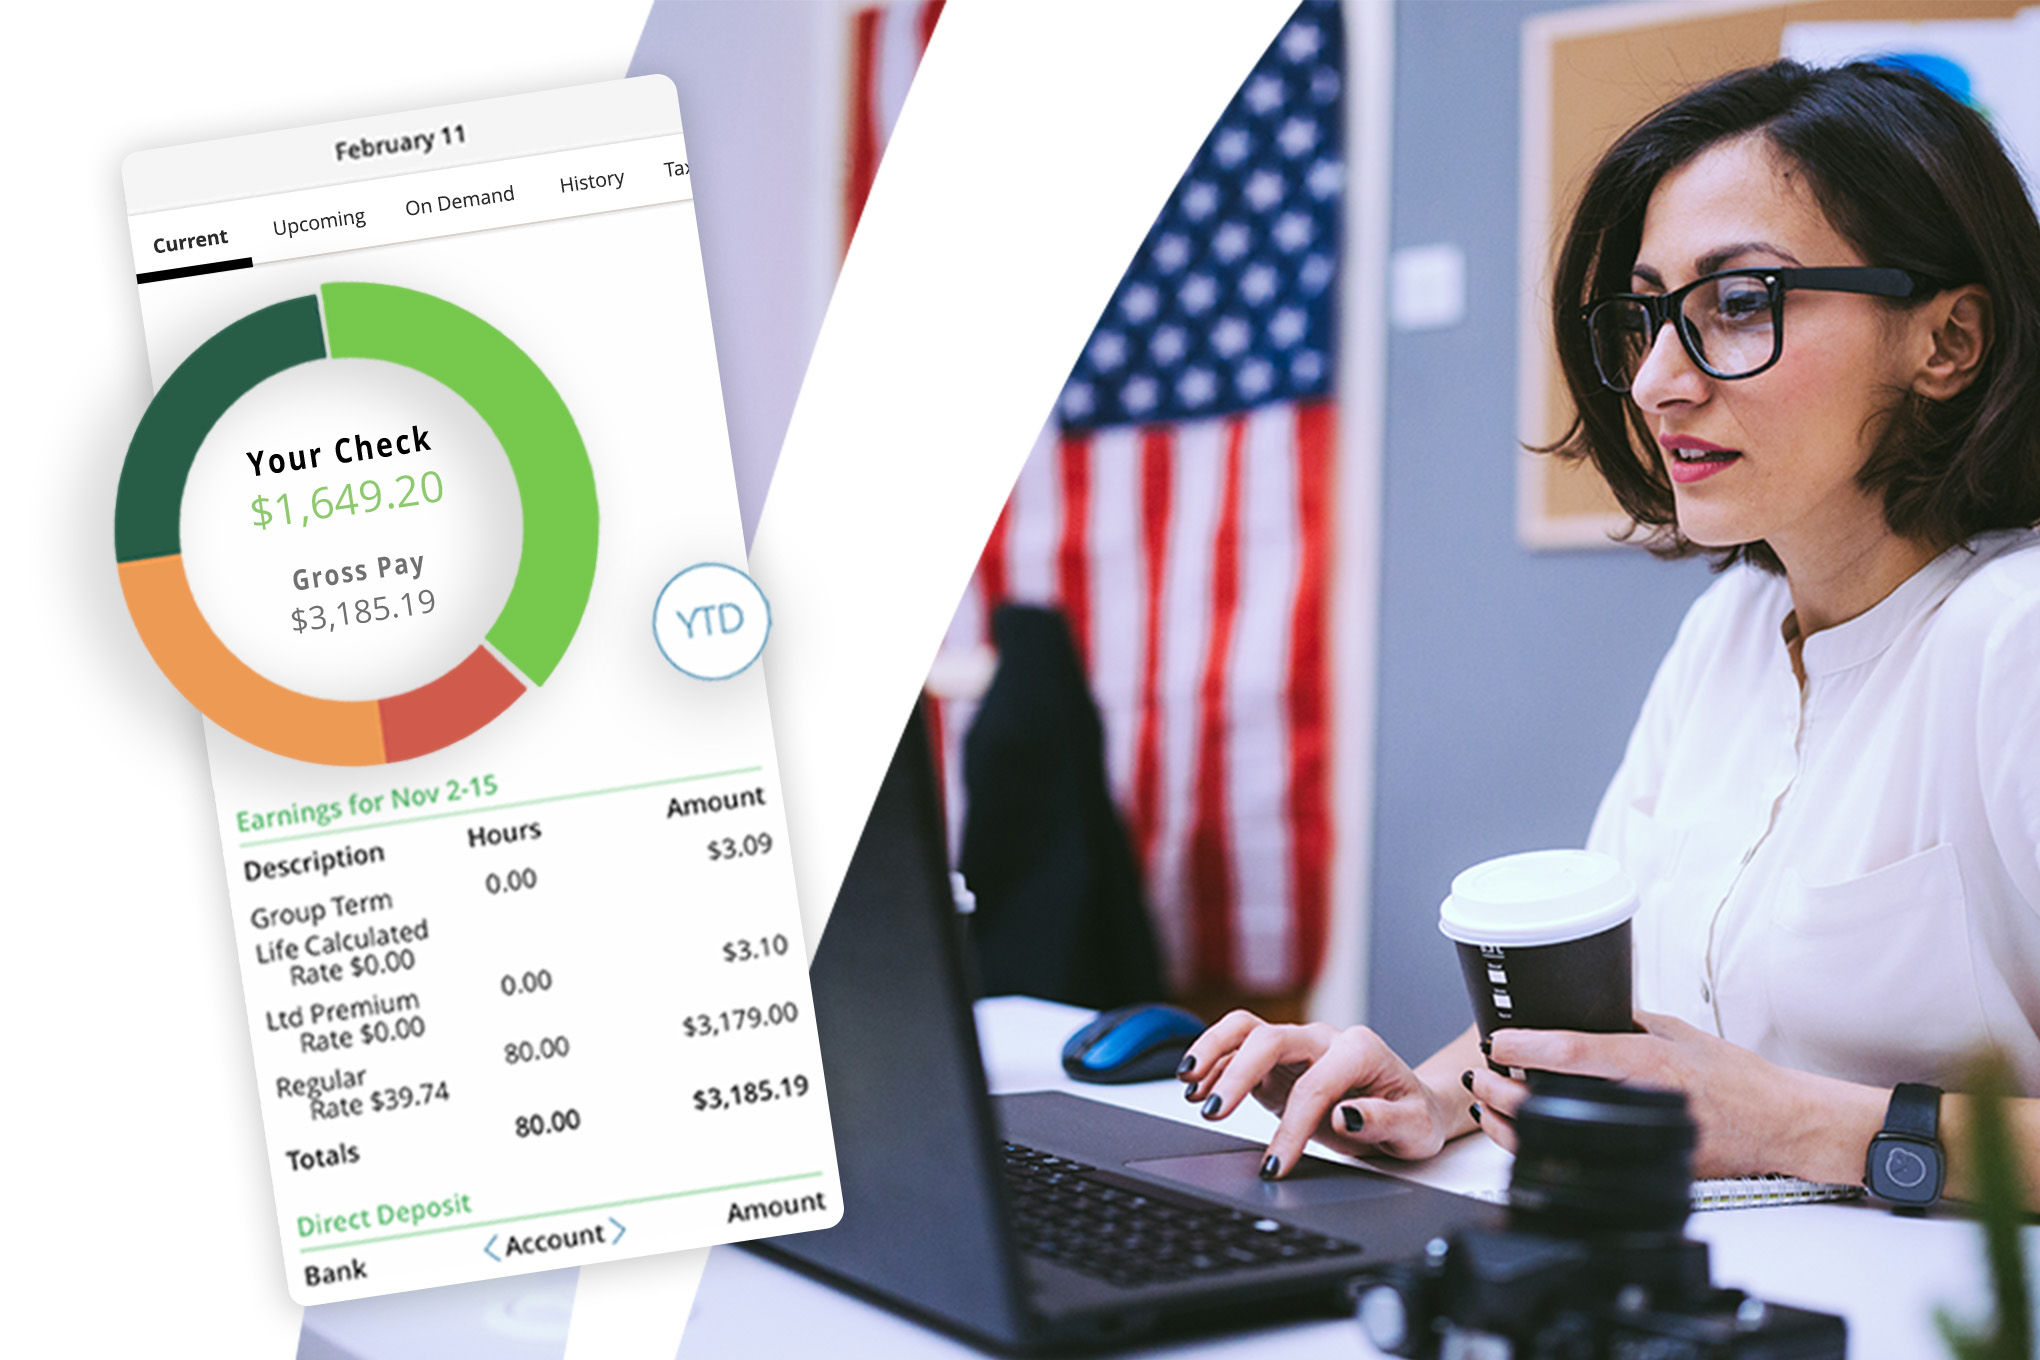 February 11
Current Upcoming On Demand History Tax
Your Check
$1,649.20
Gross Pay
$3,185.19
YTD
Earnings for Nov 2-15
Description Hours Amount
Group Term 0.00 $3.09
Life Calculated
Rate $0.00
Ltd Premium 0.00 $3.10
Rate $0.00
Regular 80.00 $3,179.00
Rate $39.74
Totals 80.00 $3,185.19
Direct Deposit
Bank <Account> Amount